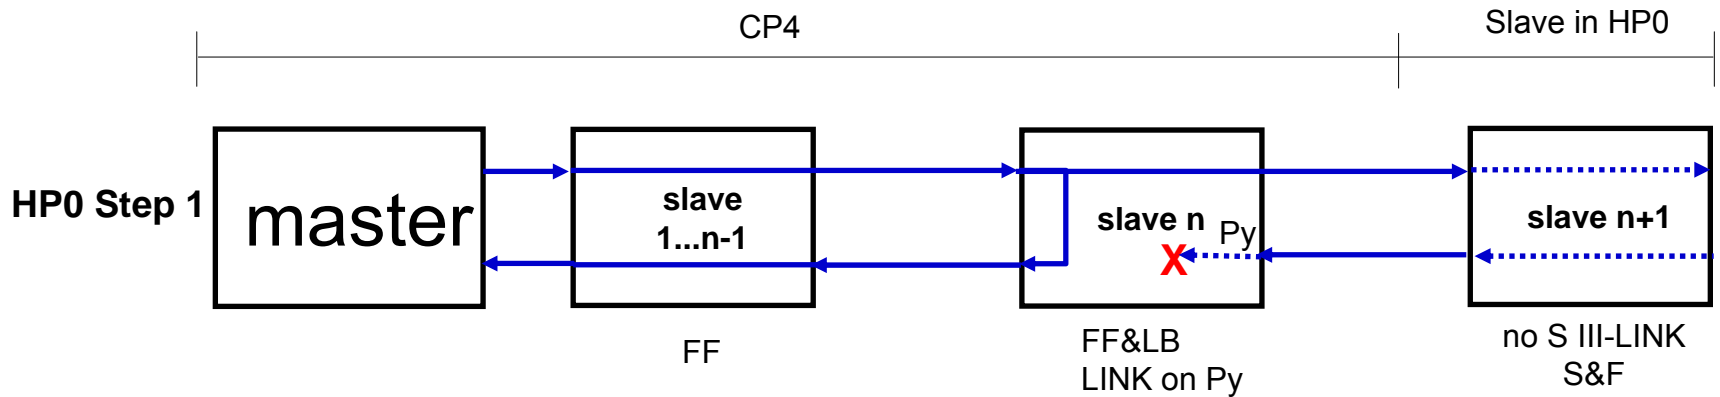 CP4
Slave in HP0
HP0 Step 1
master
slave
1...n-1
slave n
Py
X
slave n+1
FF
FF&LB
LINK on Py
no S III-LINK
S&F